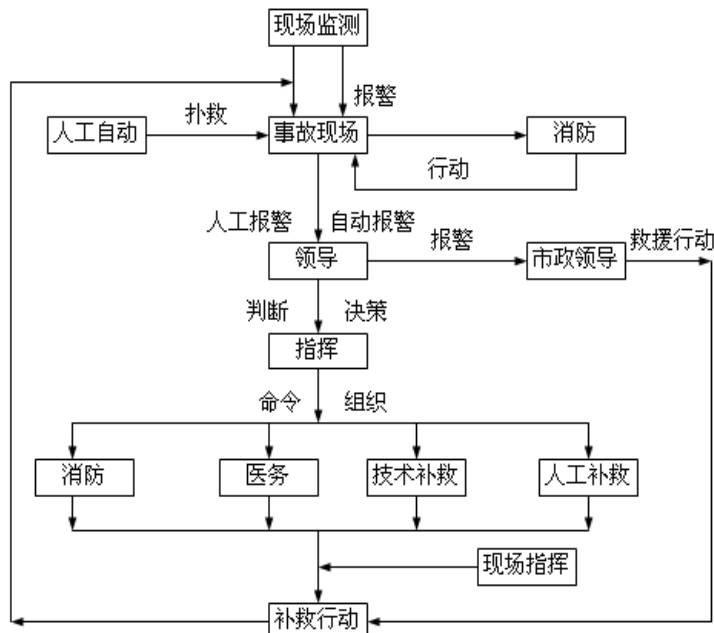 现场监测
报警
扑救
人工自动
事故现场
消防
行动
人工报警
自动报警
报警
救援行动
领导
市政领导
判断
决策
指挥
命令
组织
消防
医务
技术补救
人工补救
现场指挥
补救行动